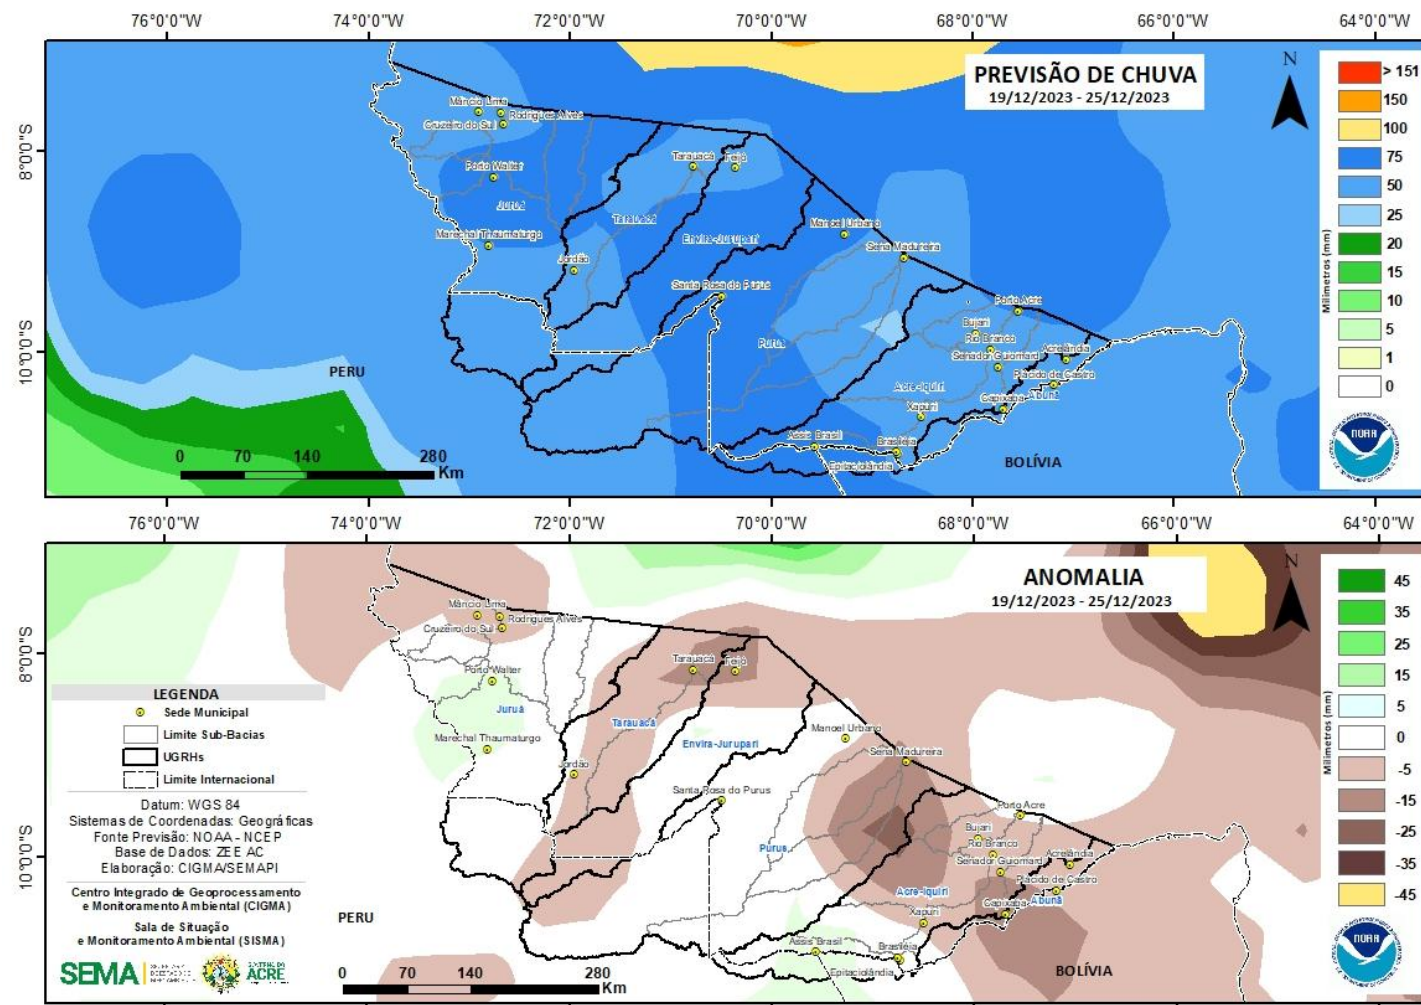 76°0'0"W 74°0'0"W 72°0'0"W 70°0'0"W 68°0'0"W 66°0'0"W 64°0'0"W
PREVISÃO DE CHUVA
19/12/2023 - 25/12/2023
N
> 151
150
100
75
50
25
20
15
10
5
1
0
Milímetros (mm)
NOAA
8°0'0"S
10°0'0"S
Mâncio Lima
Rodrigues Alves
Cruzeiro do Sul
Porto Walter
Juruá
Marechal Thaumaturgo
Tarauacá
Feijó
Tarauacá
Jordão
Envira-Jurupari
Manoel Urbano
Sena Madureira
Santa Rosa do Purus
Purus
Porto Acre
Bujari
Rio Branco
Senador Guiomard
Acrelândia
Plácido de Castro
Acre-Iquiri
Capixaba
Abunã
Xapuri
Assis Brasil
Brasiléia
Epitaciolândia
PERU
BOLÍVIA
0 70 140 280
Km
76°0'0"W 74°0'0"W 72°0'0"W 70°0'0"W 68°0'0"W 66°0'0"W 64°0'0"W
ANOMALIA
19/12/2023 - 25/12/2023
N
45
35
25
15
5
0
-5
-15
-25
-35
-45
Milímetros (mm)
NOAA
8°0'0"S
10°0'0"S
Mâncio Lima
Rodrigues Alves
Cruzeiro do Sul
Porto Walter
Juruá
Marechal Thaumaturgo
Tarauacá
Feijó
Tarauacá
Jordão
Envira-Jurupari
Manoel Urbano
Sena Madureira
Santa Rosa do Purus
Purus
Porto Acre
Bujari
Rio Branco
Senador Guiomard
Acrelândia
Plácido de Castro
Acre-Iquiri
Capixaba
Abunã
Xapuri
Assis Brasil
Brasiléia
Epitaciolândia
PERU
BOLÍVIA
0 70 140 280
Km
LEGENDA
Sede Municipal
Limite Sub-Bacias
UGRHs
Limite Internacional
Datum: WGS 84
Sistemas de Coordenadas: Geográficas
Fonte Previsão: NOAA - NCEP
Base de Dados: ZEE AC
Elaboração: CIGMA/SEMAPI
Centro Integrado de Geoprocessamento
e Monitoramento Ambiental (CIGMA)
Sala de Situação
e Monitoramento Ambiental (SISMA)
SEMA
ACRE